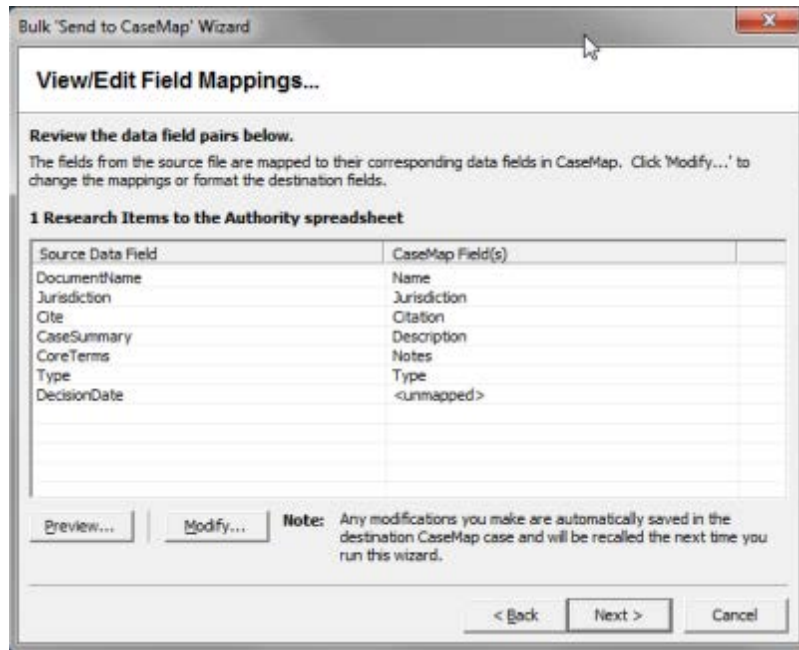 Bulk 'Send to CaseMap' Wizard
View/Edit Field Mappings...
Review the data field pairs below.
The fields from the source file are mapped to their corresponding data fields in CaseMap. Click 'Modify...' to
change the mappings or format the destination fields.
1 Research Items to the Authority spreadsheet
Source Data Field CaseMap Field(s)
DocumentName Name
Jurisdiction Jurisdiction
Cite Citation
CaseSummary Description
CoreTerms Notes
Type Type
DecisionDate <unmapped>
Preview... Modify... Note: Any modifications you make are automatically saved in the
destination CaseMap case and will be recalled the next time you
run this wizard.
< Back Next > Cancel